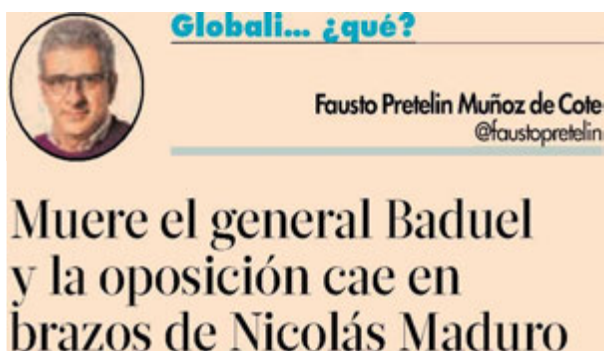 Globali... ¿qué?
Fausto Pretelin Muñoz de Cote
@faustopretelin
Muere el general Baduel
y la oposición cae en
brazos de Nicolás Maduro